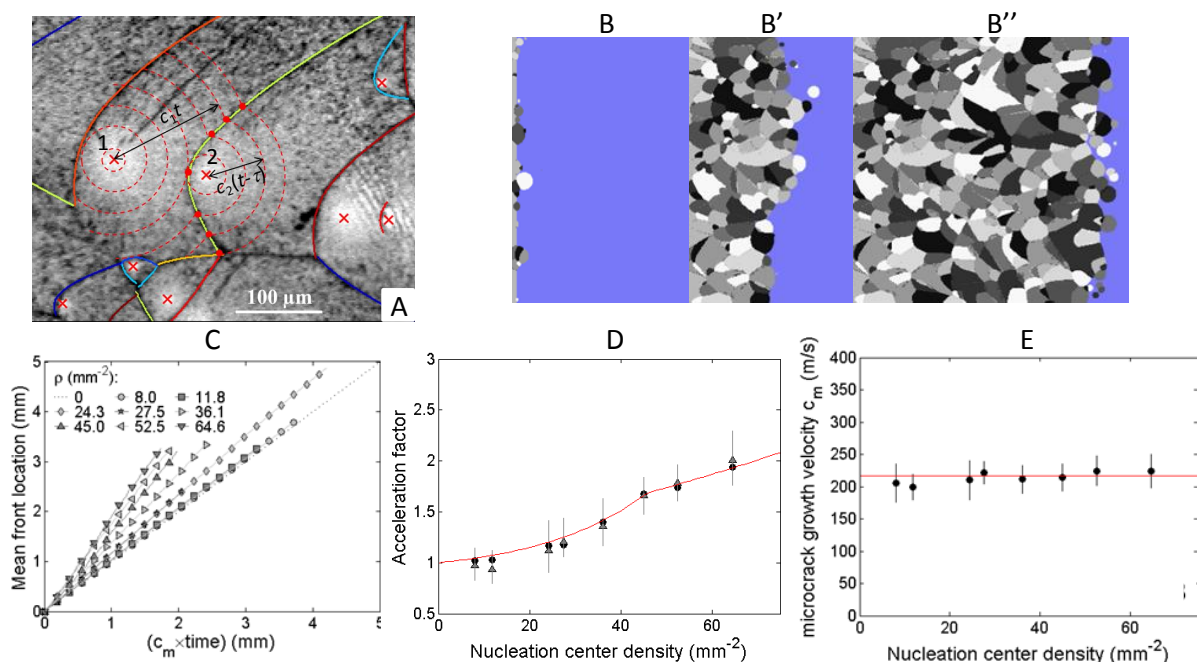 B B’ B’’
1
c₁t
2
c₂(t-τ)
100 µm
A
C D E
5
4
3
2
1
0
0 1 2 3 4 5
ρ (mm⁻²):
0 8.0 11.8
24.3 27.5 36.1
45.0 52.5 64.6
Mean front location (mm)
(cₘ×time) (mm)
3
2.5
2
1.5
1
0.5
0 20 40 60
Acceleration factor
Nucleation center density (mm⁻²)
400
350
300
250
200
150
100
50
0
0 20 40 60
microcrack growth velocity cₘ (m/s)
Nucleation center density (mm⁻²)